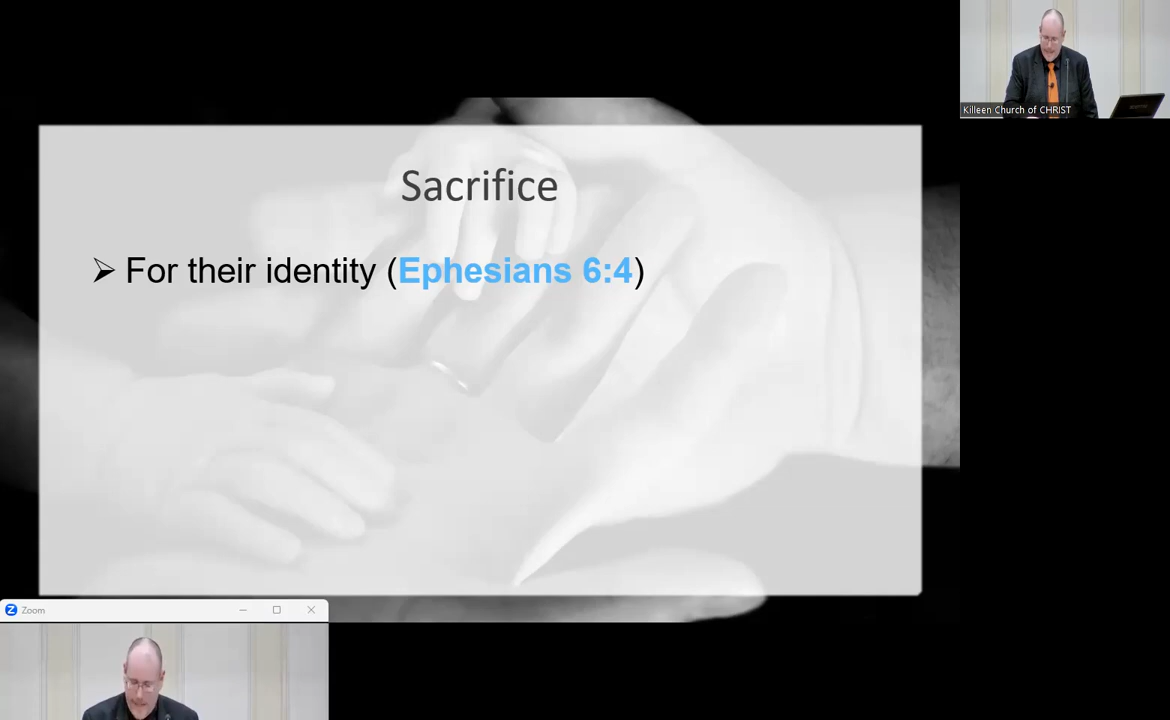 Killeen Church of CHRIST
Sacrifice
➢ For their identity (Ephesians 6:4)
Zoom